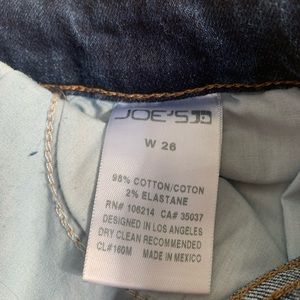 JOE'S
W 26
98% COTTON/COTON
2% ELASTANE
RN# 106214 CA# 35037
DESIGNED IN LOS ANGELES
DRY CLEAN RECOMMENDED
CL#160M MADE IN MEXICO